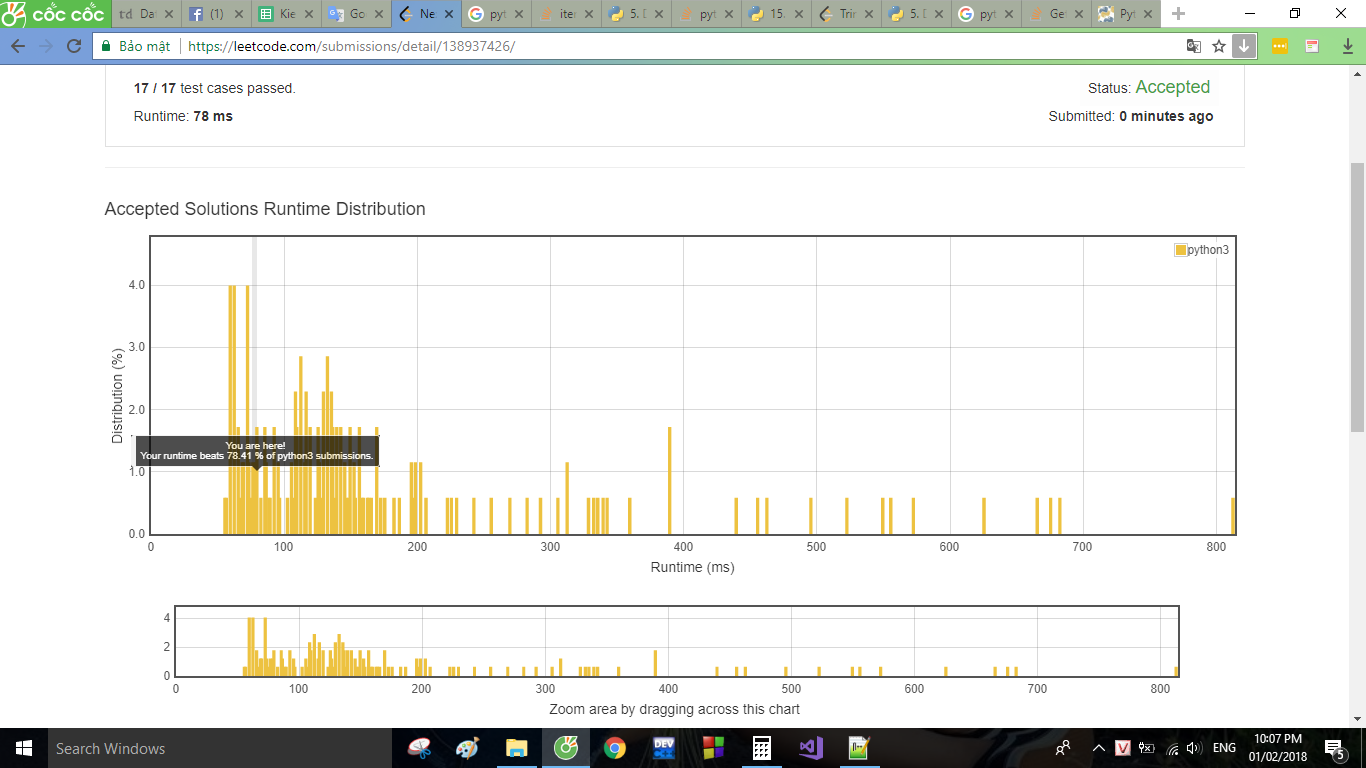 cốc cốc
Da
(1)
Kie
Go
Ne
pyt
iter
5. D
pyt
15.
Trin
5. D
pyt
Get
Pyt
Bảo mật
https://leetcode.com/submissions/detail/138937426/
17 / 17 test cases passed.
Status: Accepted
Runtime: 78 ms
Submitted: 0 minutes ago
Accepted Solutions Runtime Distribution
python3
4.0
3.0
2.0
1.0
0.0
Distribution (%)
You are here!
Your runtime beats 78.41 % of python3 submissions.
0 100 200 300 400 500 600 700 800
Runtime (ms)
4
2
0
0 100 200 300 400 500 600 700 800
Zoom area by dragging across this chart
Search Windows
DEV
V
ENG
10:07 PM
01/02/2018
5